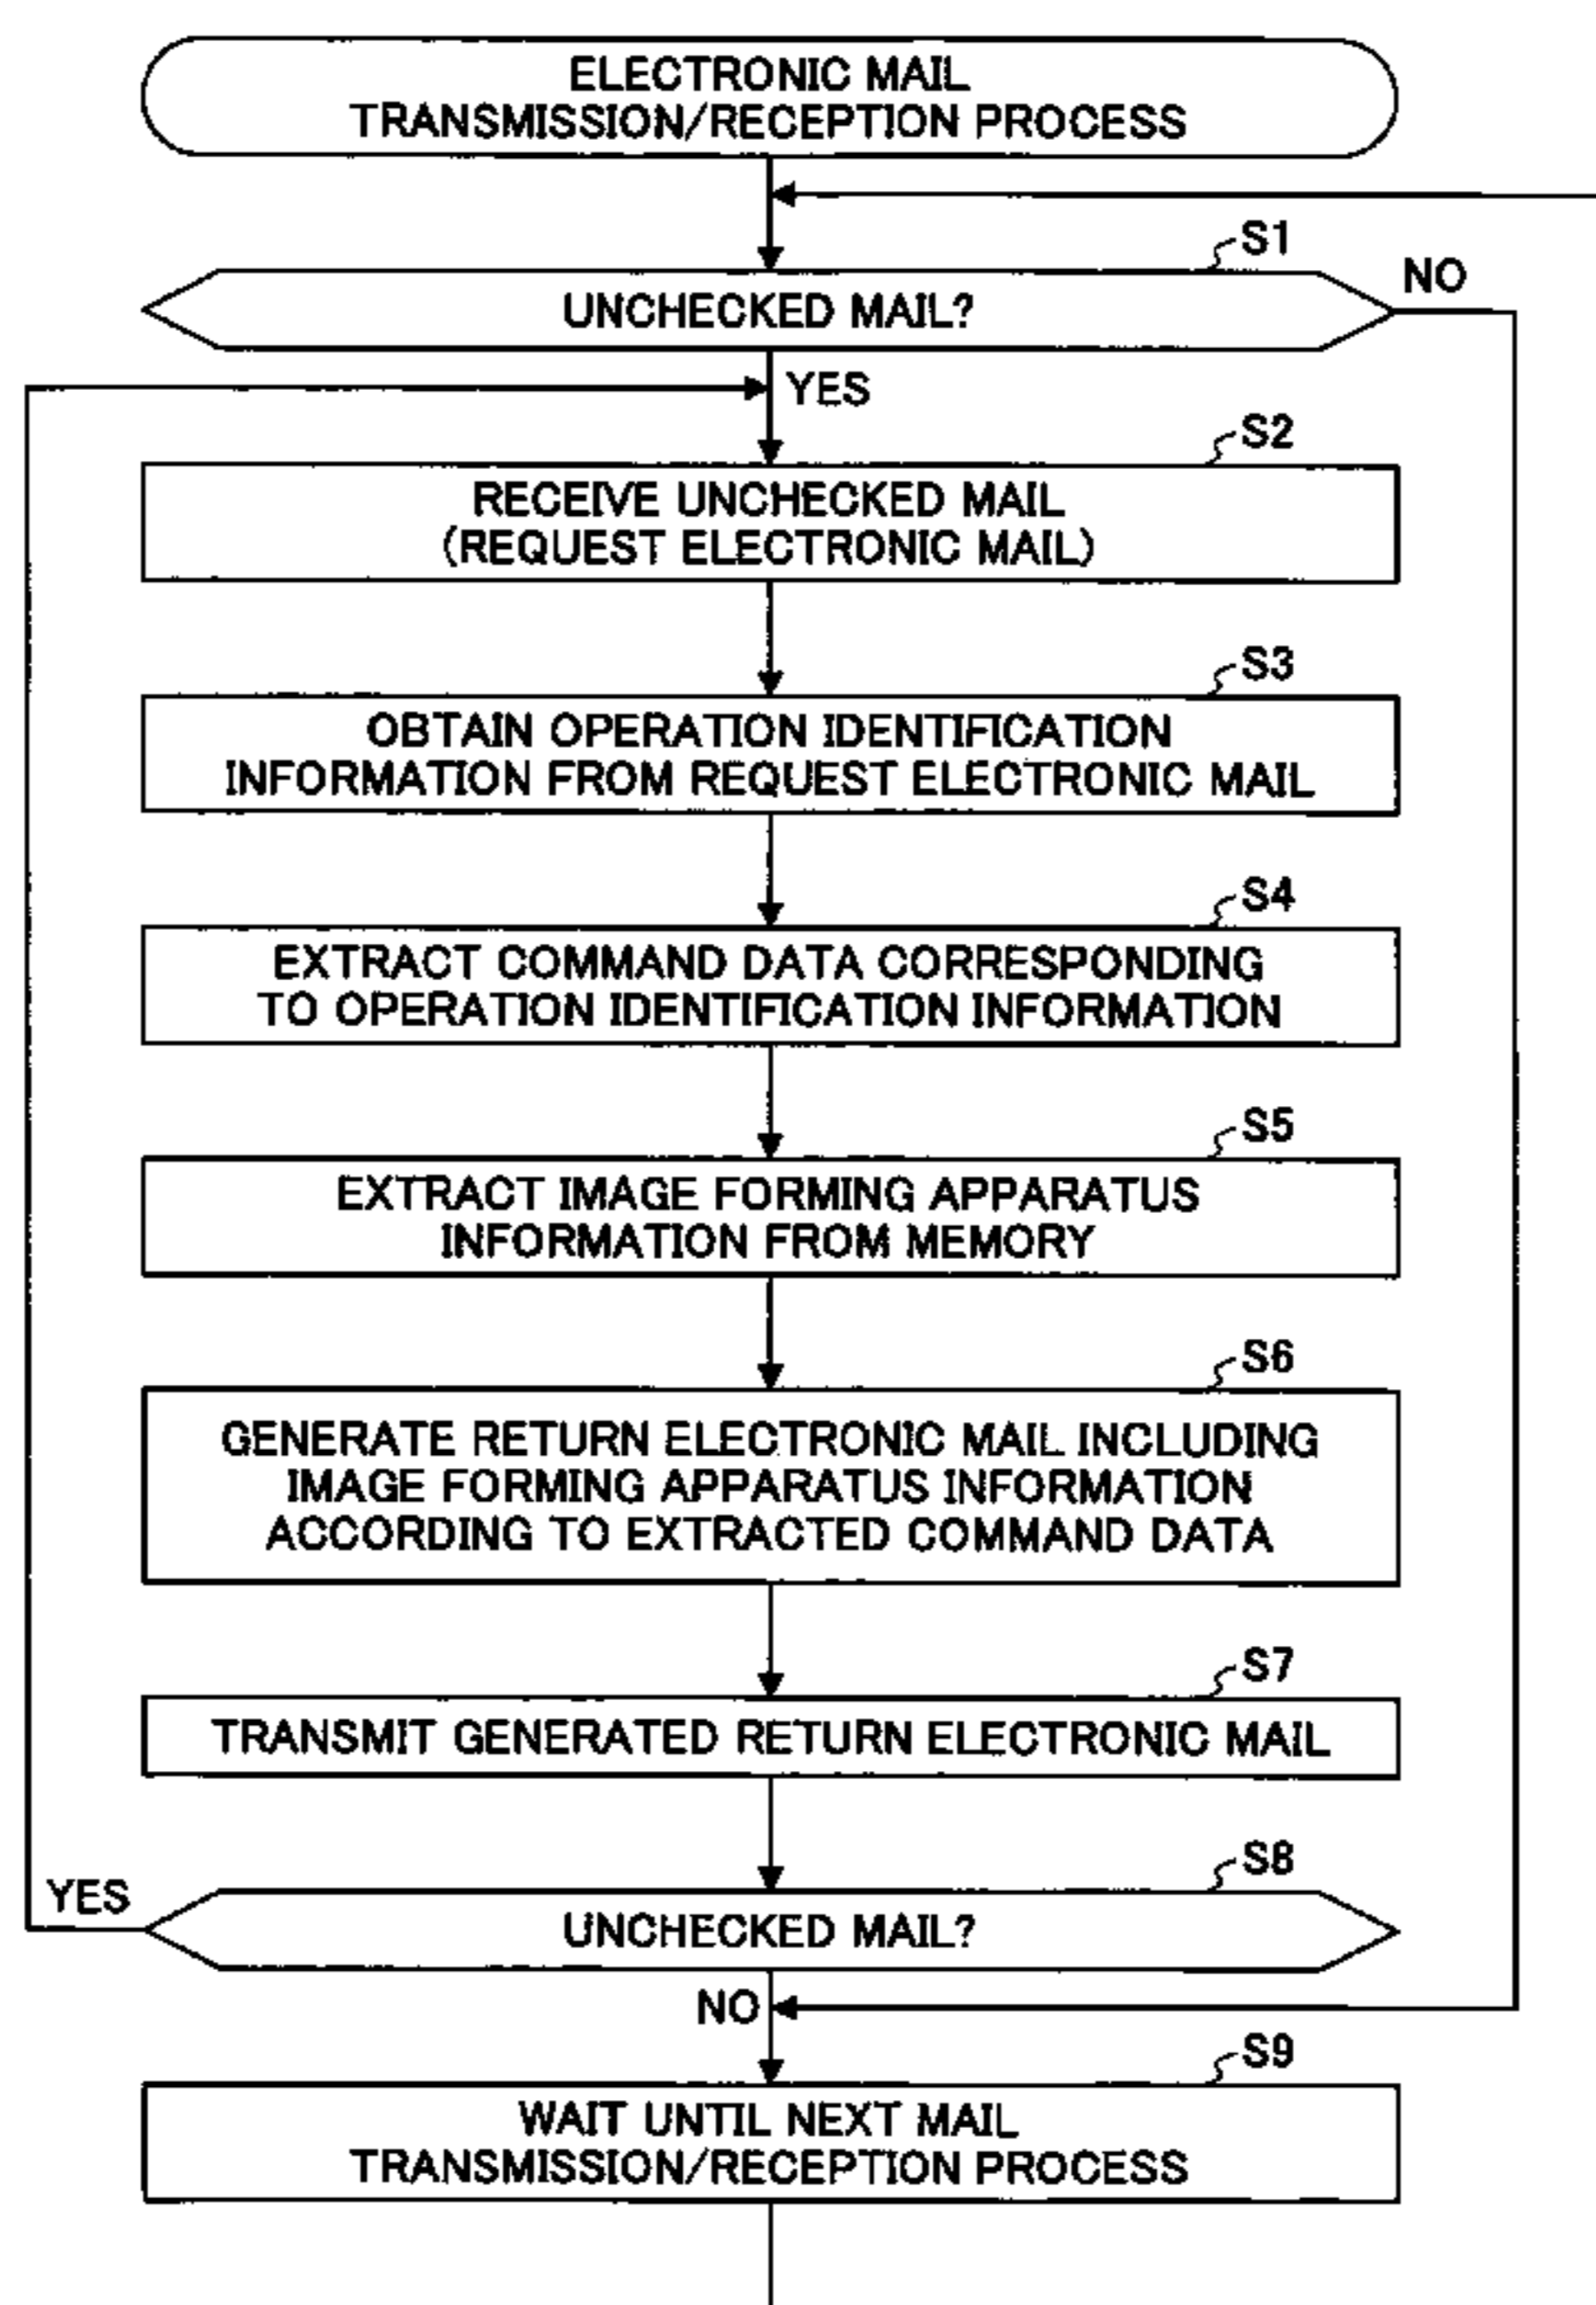 ELECTRONIC MAIL
TRANSMISSION/RECEPTION PROCESS
S1
NO
UNCHECKED MAIL?
YES
S2
RECEIVE UNCHECKED MAIL
(REQUEST ELECTRONIC MAIL)
S3
OBTAIN OPERATION IDENTIFICATION
INFORMATION FROM REQUEST ELECTRONIC MAIL
S4
EXTRACT COMMAND DATA CORRESPONDING
TO OPERATION IDENTIFICATION INFORMATION
S5
EXTRACT IMAGE FORMING APPARATUS
INFORMATION FROM MEMORY
S6
GENERATE RETURN ELECTRONIC MAIL INCLUDING
IMAGE FORMING APPARATUS INFORMATION
ACCORDING TO EXTRACTED COMMAND DATA
S7
TRANSMIT GENERATED RETURN ELECTRONIC MAIL
S8
YES
UNCHECKED MAIL?
NO
S9
WAIT UNTIL NEXT MAIL
TRANSMISSION/RECEPTION PROCESS